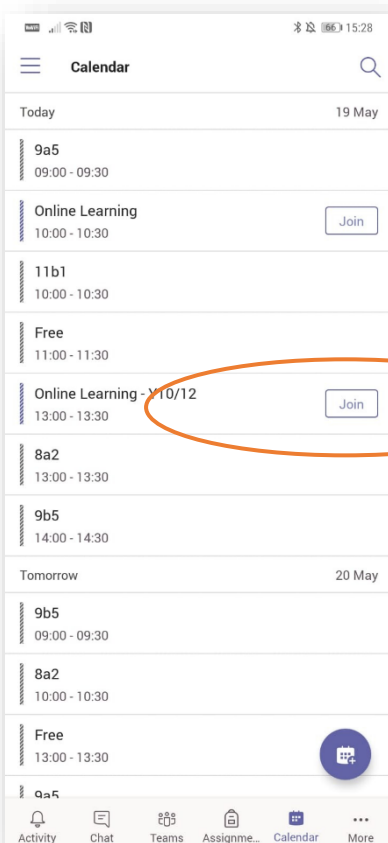 66 15:28
Calendar
Today 19 May
9a5
09:00 - 09:30
Online Learning
10:00 - 10:30
Join
11b1
10:00 - 10:30
Free
11:00 - 11:30
Online Learning - Y10/12
13:00 - 13:30
Join
8a2
13:00 - 13:30
9b5
14:00 - 14:30
Tomorrow 20 May
9b5
09:00 - 09:30
8a2
10:00 - 10:30
Free
13:00 - 13:30
9a5
Activity Chat Teams Assignme... Calendar More